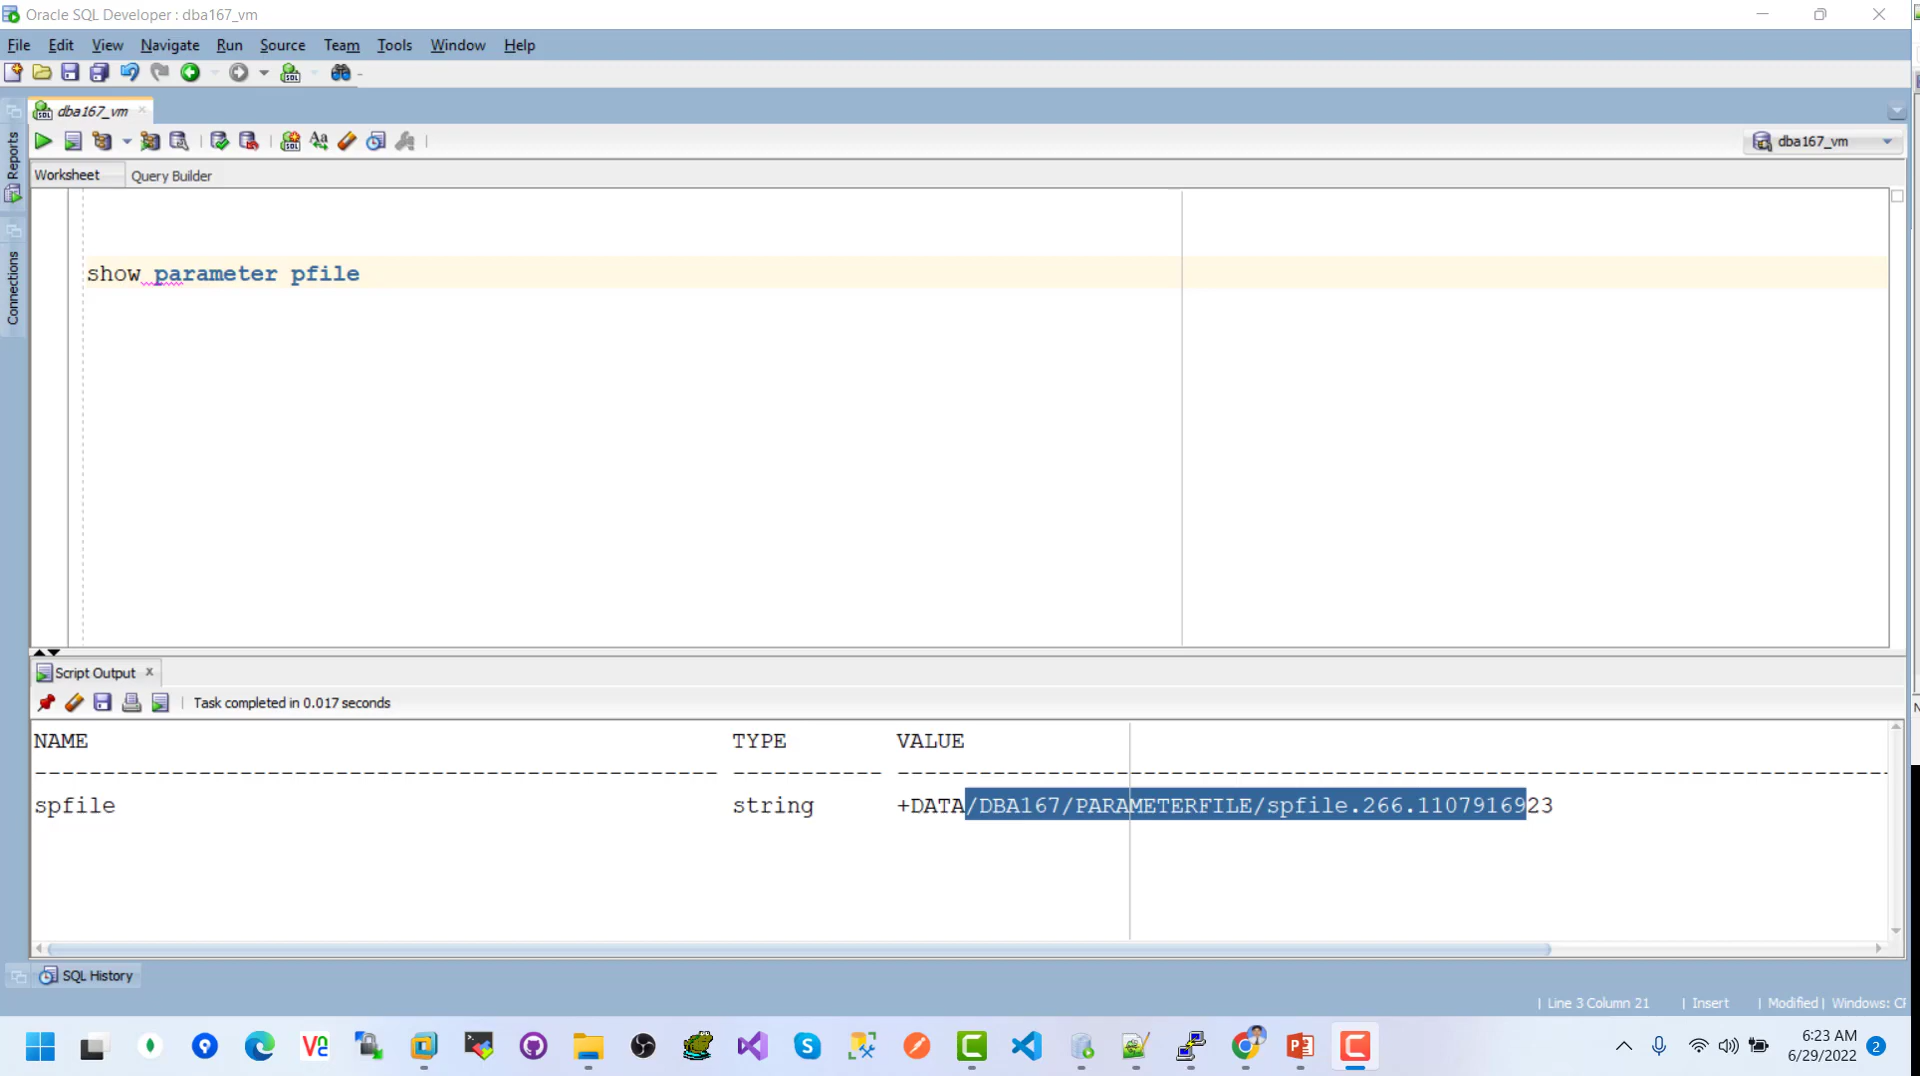 Oracle SQL Developer : dba167_vm
File Edit View Navigate Run Source Team Tools Window Help
dba167_vm
dba167_vm
Reports
Connections
Worksheet Query Builder
show parameter pfile
Script Output
Task completed in 0.017 seconds
NAME TYPE VALUE
-------------------------------------------------- ----------- ------------------------------------------------------------------------
spfile string +DATA/DBA167/PARAMETERFILE/spfile.266.1107916923
SQL History
Line 3 Column 21 | Insert | Modified | Windows:
6:23 AM
6/29/2022 2